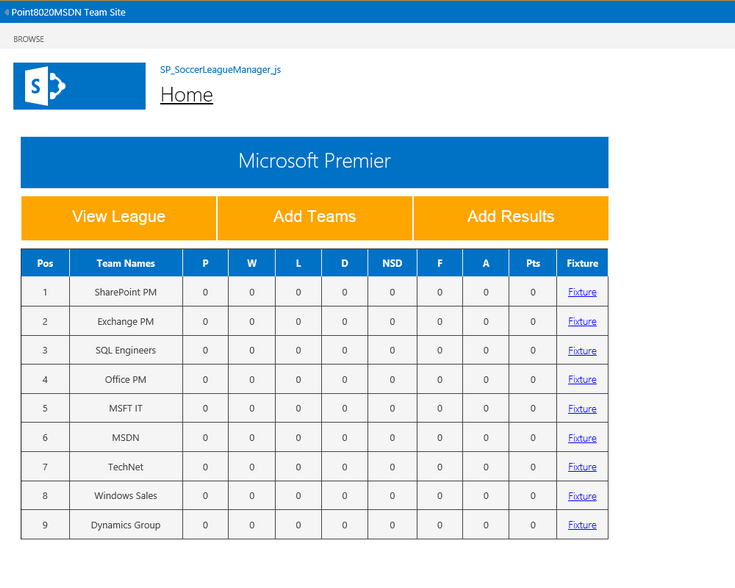 Point8020MSDN Team Site
BROWSE
S
SP_SoccerLeagueManager_js
Home
Microsoft Premier
View League Add Teams Add Results
Pos Team Names P W L D NSD F A Pts Fixture
1 SharePoint PM 0 0 0 0 0 0 0 0 Fixture
2 Exchange PM 0 0 0 0 0 0 0 0 Fixture
3 SQL Engineers 0 0 0 0 0 0 0 0 Fixture
4 Office PM 0 0 0 0 0 0 0 0 Fixture
5 MSFT IT 0 0 0 0 0 0 0 0 Fixture
6 MSDN 0 0 0 0 0 0 0 0 Fixture
7 TechNet 0 0 0 0 0 0 0 0 Fixture
8 Windows Sales 0 0 0 0 0 0 0 0 Fixture
9 Dynamics Group 0 0 0 0 0 0 0 0 Fixture